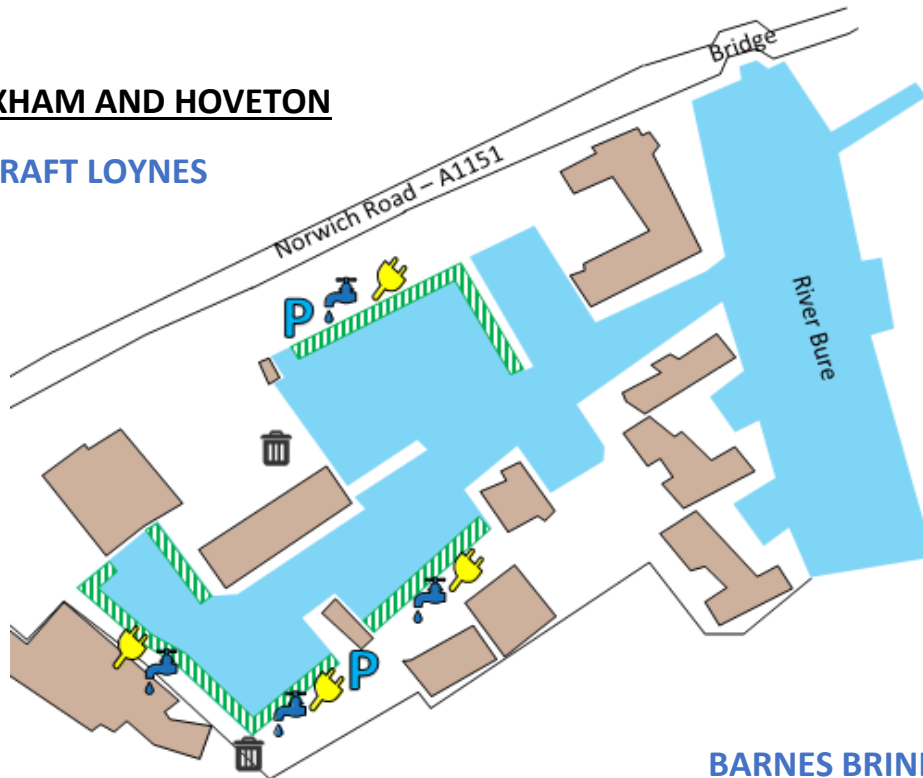 Bridge
XHAM AND HOVETON
RAFT LOYNES
Norwich Road – A1151
P
River Bure
P
BARNES BRIN